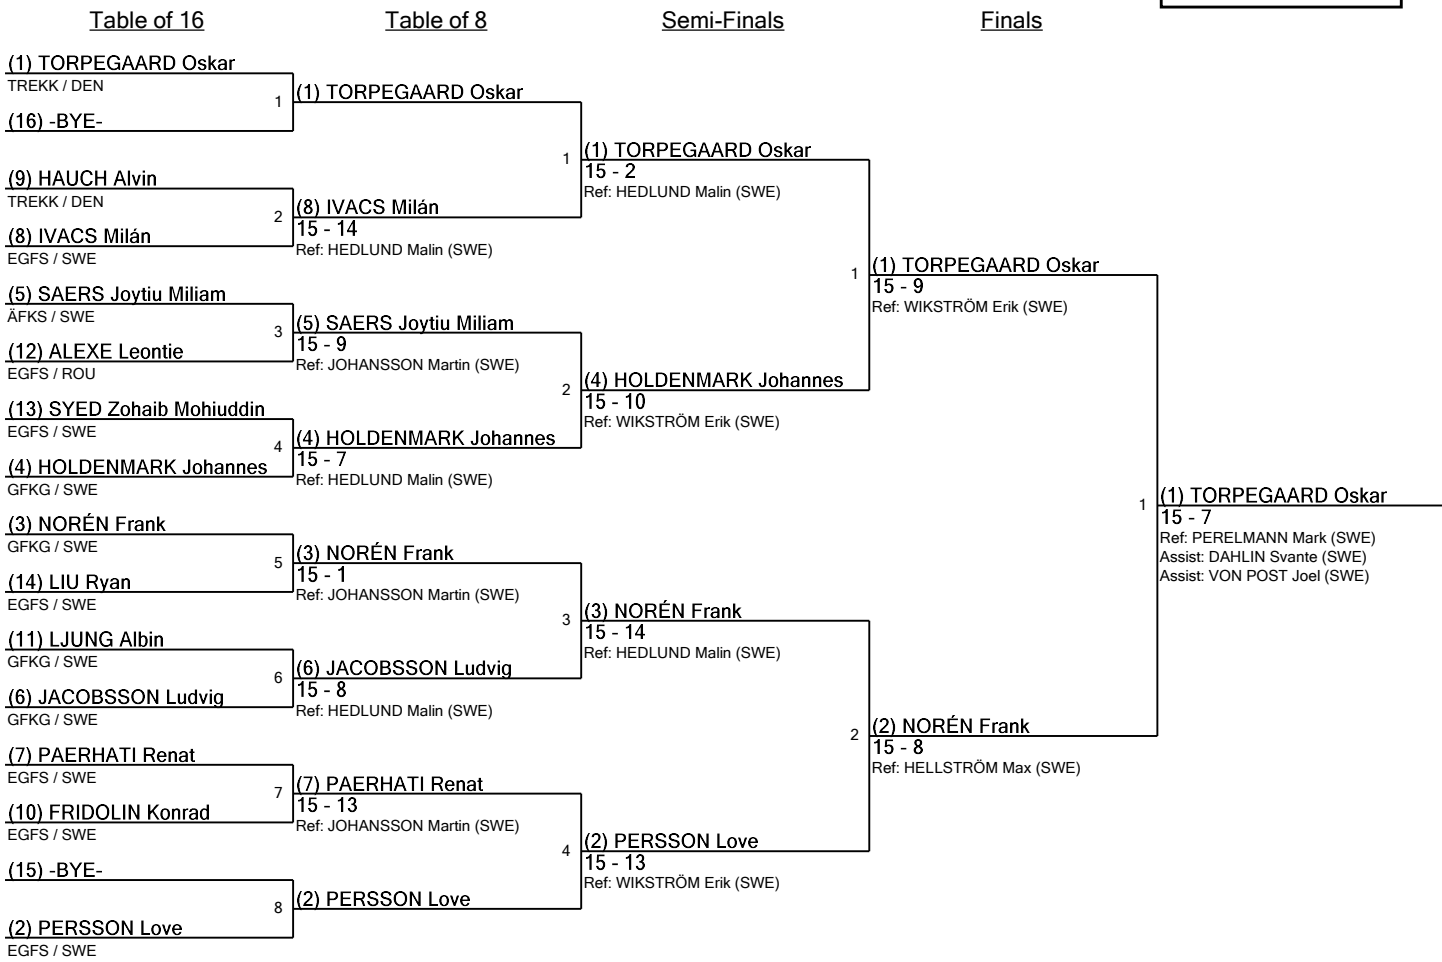 Table of 16
Table of 8
Semi-Finals
Finals
(1) TORPEGAARD Oskar
TREKK / DEN
1
(16) -BYE-
(9) HAUCH Alvin
TREKK / DEN
2
(8) IVACS Milán
EGFS / SWE
(5) SAERS Joytiu Miliam
ÄFKS / SWE
3
(12) ALEXE Leontie
EGFS / ROU
(13) SYED Zohaib Mohiuddin
EGFS / SWE
4
(4) HOLDENMARK Johannes
GFKG / SWE
(3) NORÉN Frank
GFKG / SWE
5
(14) LIU Ryan
EGFS / SWE
(11) LJUNG Albin
GFKG / SWE
6
(6) JACOBSSON Ludvig
GFKG / SWE
(7) PAERHATI Renat
EGFS / SWE
7
(10) FRIDOLIN Konrad
EGFS / SWE
(15) -BYE-
8
(2) PERSSON Love
EGFS / SWE
(1) TORPEGAARD Oskar
1
(8) IVACS Milán
15 - 14
Ref: HEDLUND Malin (SWE)
(5) SAERS Joytiu Miliam
15 - 9
Ref: JOHANSSON Martin (SWE)
2
(4) HOLDENMARK Johannes
15 - 7
Ref: HEDLUND Malin (SWE)
(3) NORÉN Frank
15 - 1
Ref: JOHANSSON Martin (SWE)
3
(6) JACOBSSON Ludvig
15 - 8
Ref: HEDLUND Malin (SWE)
(7) PAERHATI Renat
15 - 13
Ref: JOHANSSON Martin (SWE)
4
(2) PERSSON Love
(1) TORPEGAARD Oskar
15 - 2
Ref: HEDLUND Malin (SWE)
1
(4) HOLDENMARK Johannes
15 - 10
Ref: WIKSTRÖM Erik (SWE)
(3) NORÉN Frank
15 - 14
Ref: HEDLUND Malin (SWE)
2
(2) PERSSON Love
15 - 13
Ref: WIKSTRÖM Erik (SWE)
(1) TORPEGAARD Oskar
15 - 9
Ref: WIKSTRÖM Erik (SWE)
1
(2) NORÉN Frank
15 - 8
Ref: HELLSTRÖM Max (SWE)
(1) TORPEGAARD Oskar
15 - 7
Ref: PERELMANN Mark (SWE)
Assist: DAHLIN Svante (SWE)
Assist: VON POST Joel (SWE)